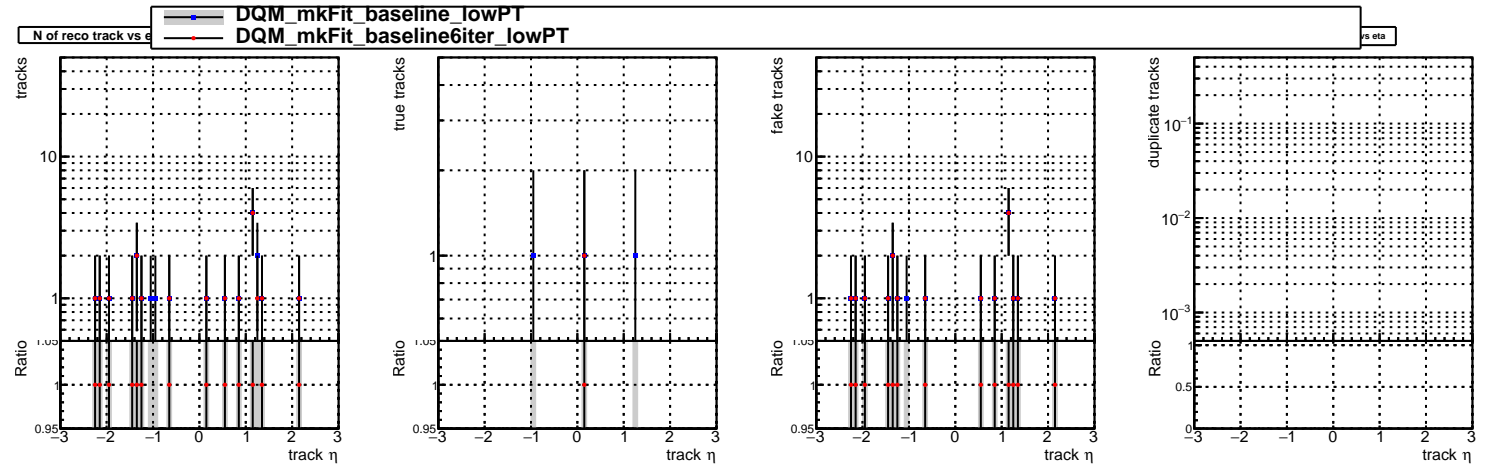 DQM_mkFit_baseline_lowPT
DQM_mkFit_baseline6iter_lowPT
N of reco track vs e
vs eta
tracks
10
1
Ratio
1.05
1
0.95
−3 −2 −1 0 1 2 3
track η
true tracks
1
Ratio
1.05
1
0.95
−3 −2 −1 0 1 2 3
track η
fake tracks
10
1
Ratio
1.05
1
0.95
−3 −2 −1 0 1 2 3
track η
duplicate tracks
10−1
10−2
10−3
Ratio
1
0.5
0
−3 −2 −1 0 1 2 3
track η